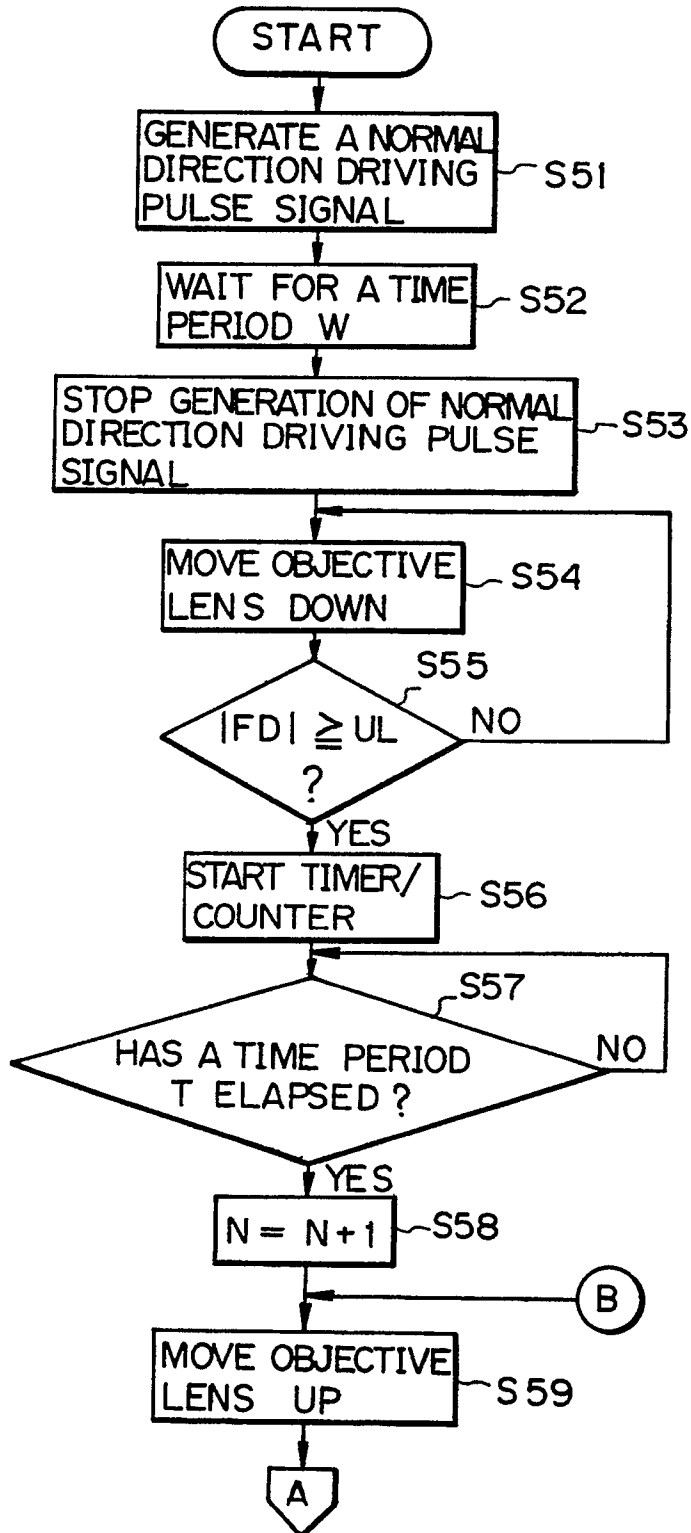 START
GENERATE A NORMAL
DIRECTION DRIVING
PULSE SIGNAL
S51
WAIT FOR A TIME
PERIOD W
S52
STOP GENERATION OF NORMAL
DIRECTION DRIVING PULSE
SIGNAL
S53
MOVE OBJECTIVE
LENS DOWN
S54
S55
|FD| ≧ UL
?
NO
YES
START TIMER/
COUNTER
S56
S57
HAS A TIME PERIOD
T ELAPSED ?
NO
YES
N = N+1
S58
B
MOVE OBJECTIVE
LENS UP
S59
A